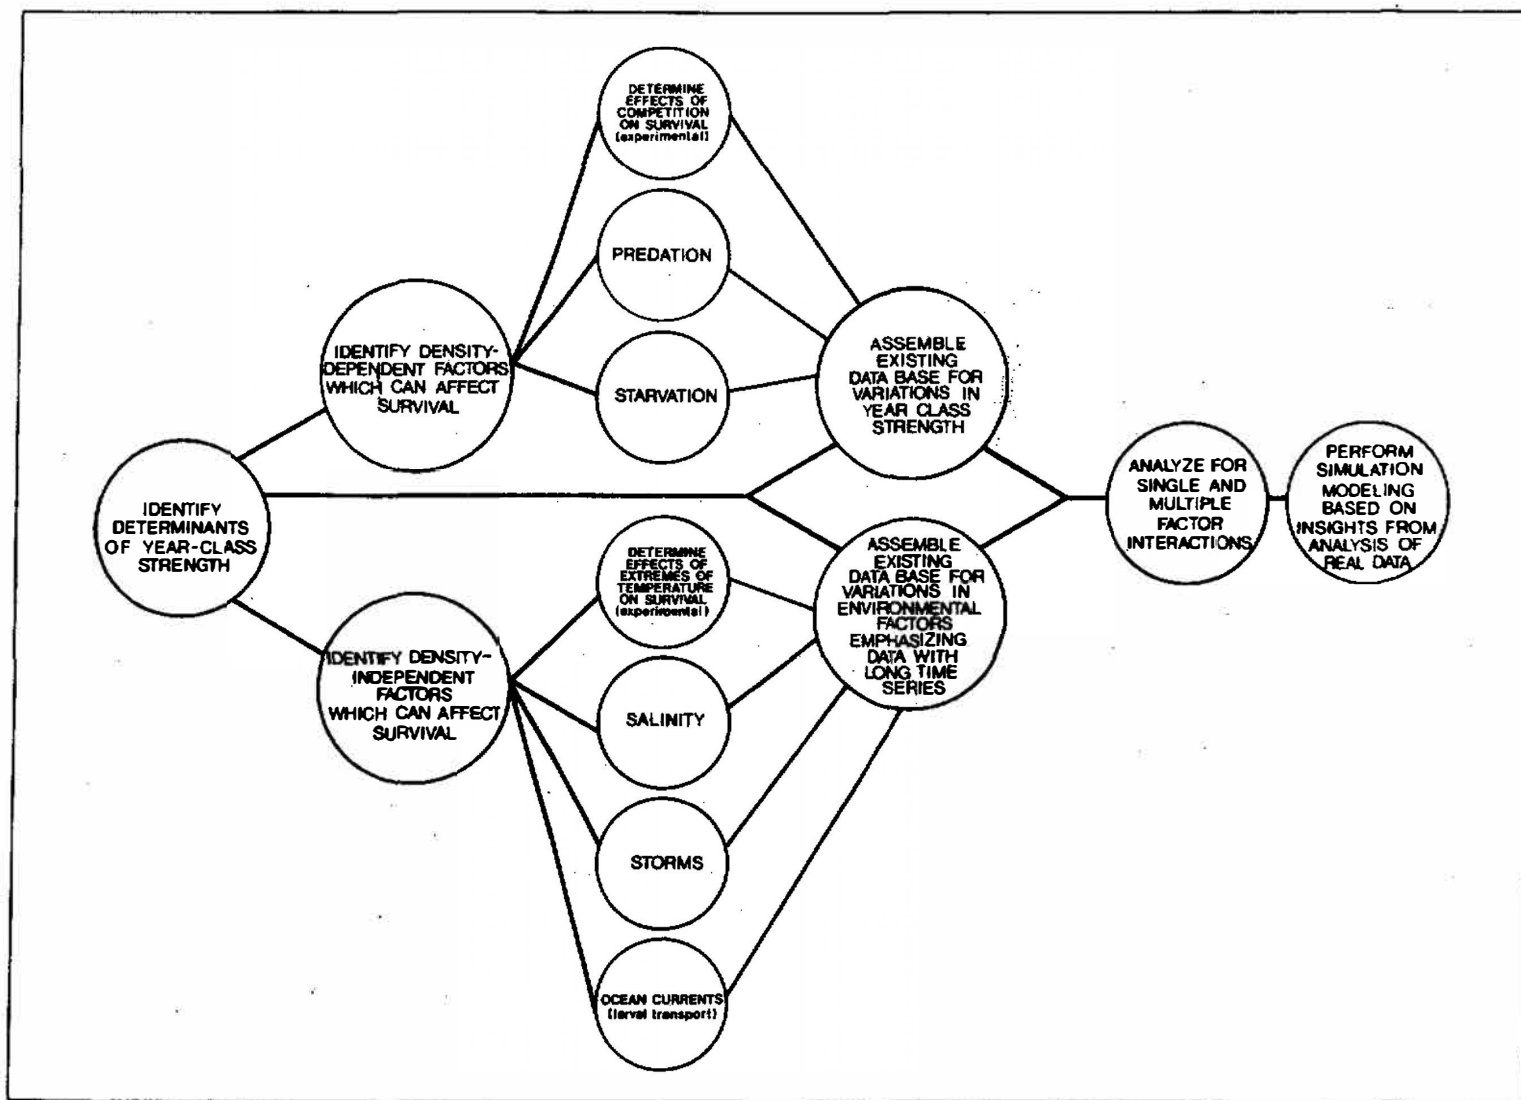 DETERMINE
EFFECTS OF
COMPETITION
ON SURVIVAL
(experimental)
PREDATION
STARVATION
IDENTIFY DENSITY-
DEPENDENT FACTORS
WHICH CAN AFFECT
SURVIVAL
ASSEMBLE
EXISTING
DATA BASE FOR
VARIATIONS IN
YEAR CLASS
STRENGTH
IDENTIFY
DETERMINANTS
OF YEAR-CLASS
STRENGTH
ANALYZE FOR
SINGLE AND
MULTIPLE
FACTOR
INTERACTIONS
PERFORM
SIMULATION
MODELING
BASED ON
INSIGHTS FROM
ANALYSIS OF
REAL DATA
IDENTIFY DENSITY-
INDEPENDENT
FACTORS
WHICH CAN AFFECT
SURVIVAL
DETERMINE
EFFECTS OF
EXTREMES OF
TEMPERATURE
ON SURVIVAL
(experimental)
SALINITY
STORMS
OCEAN CURRENTS
(larval transport)
ASSEMBLE
EXISTING
DATA BASE FOR
VARIATIONS IN
ENVIRONMENTAL
FACTORS
EMPHASIZING
DATA WITH
LONG TIME
SERIES